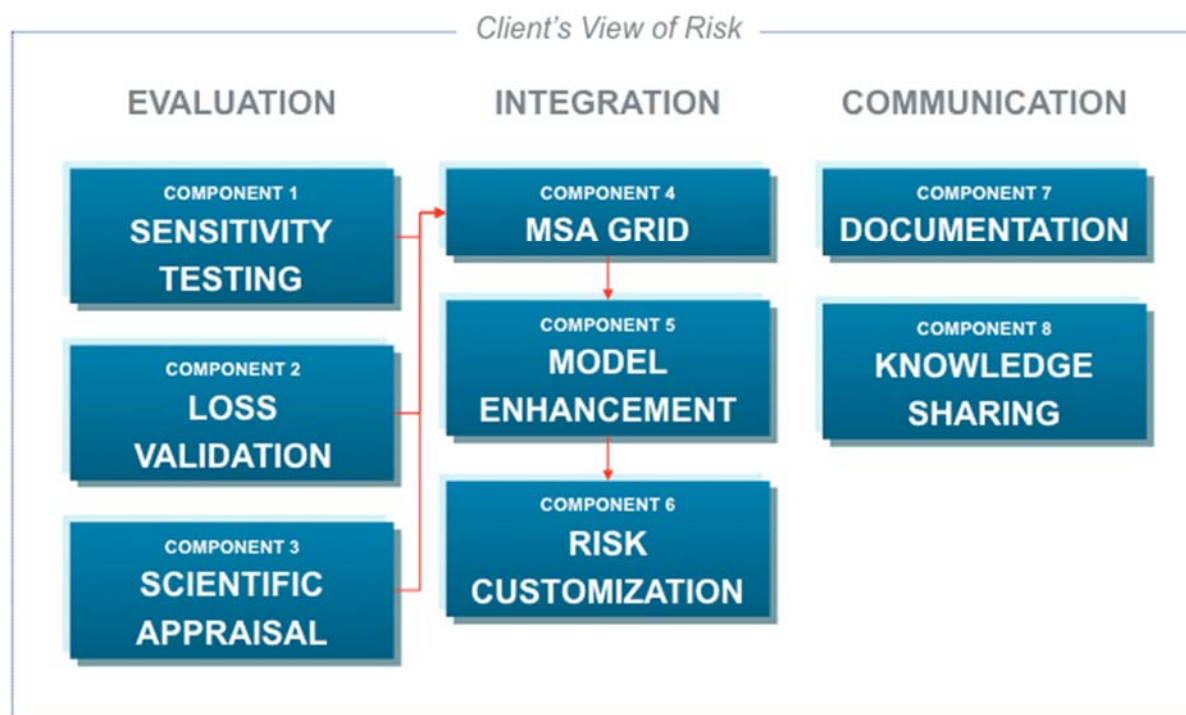 Client's View of Risk
EVALUATION
COMPONENT 1
SENSITIVITY
TESTING
COMPONENT 2
LOSS
VALIDATION
COMPONENT 3
SCIENTIFIC
APPRAISAL
INTEGRATION
COMPONENT 4
MSA GRID
COMPONENT 5
MODEL
ENHANCEMENT
COMPONENT 6
RISK
CUSTOMIZATION
COMMUNICATION
COMPONENT 7
DOCUMENTATION
COMPONENT 8
KNOWLEDGE
SHARING